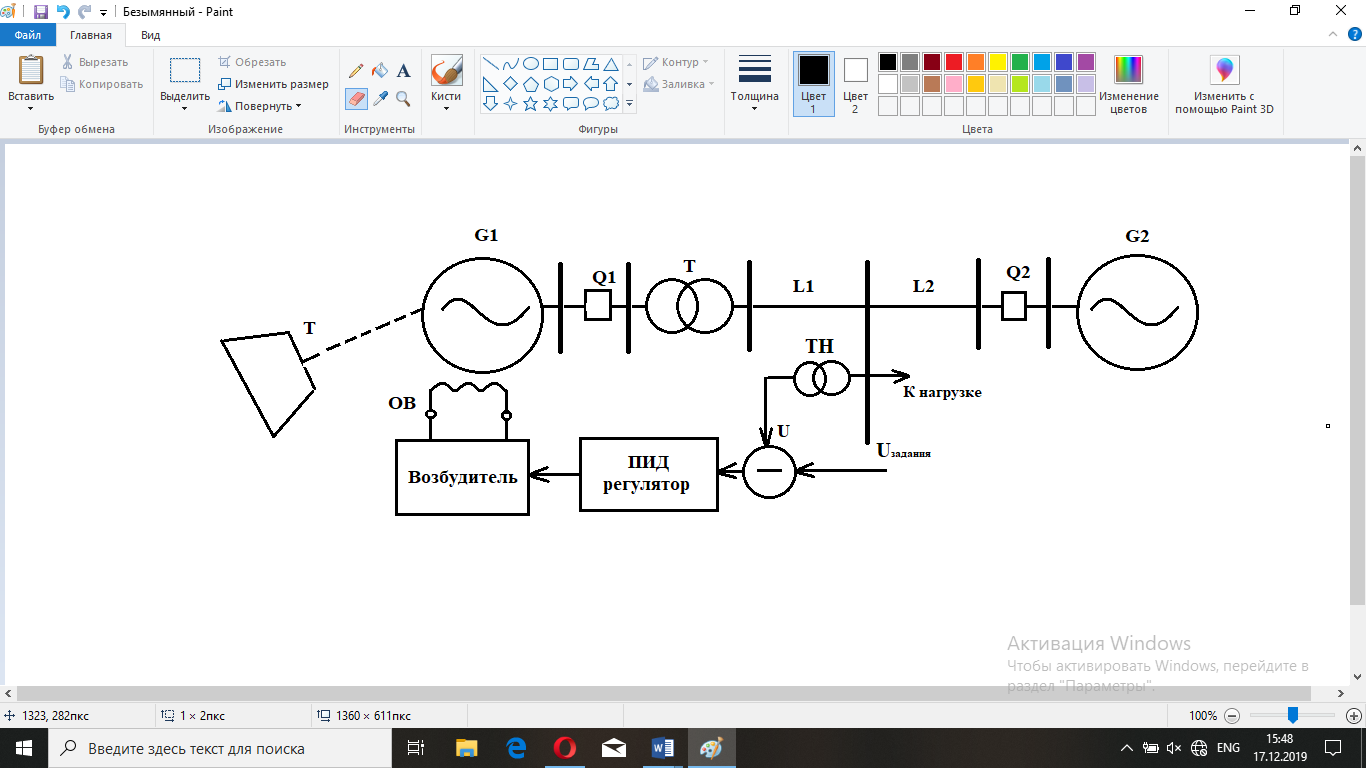 Безымянный - Paint
Файл
Главная
Вид
Вставить
Вырезать
Копировать
Буфер обмена
Выделить
Обрезать
Изменить размер
Повернуть
Изображение
A
Инструменты
Кисти
Контур
Заливка
Фигуры
Толщина
Цвет
1
Цвет
2
Цвета
Изменение
цветов
Изменить с
помощью Paint 3D
G1
G2
Q1
T
L1
L2
Q2
T
ТН
К нагрузке
ОВ
U
Uзадания
Возбудитель
ПИД
регулятор
Активация Windows
Чтобы активировать Windows, перейдите в
раздел "Параметры".
1323, 282пкс
1 × 2пкс
1360 × 611пкс
100%
Введите здесь текст для поиска
ENG
15:48
17.12.2019